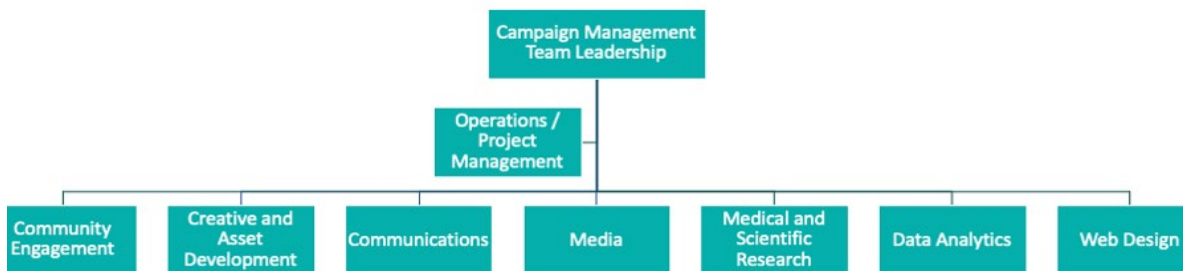 Campaign Management
Team Leadership
Operations /
Project
Management
Community
Engagement
Creative and
Asset
Development
Communications
Media
Medical and
Scientific
Research
Data Analytics
Web Design